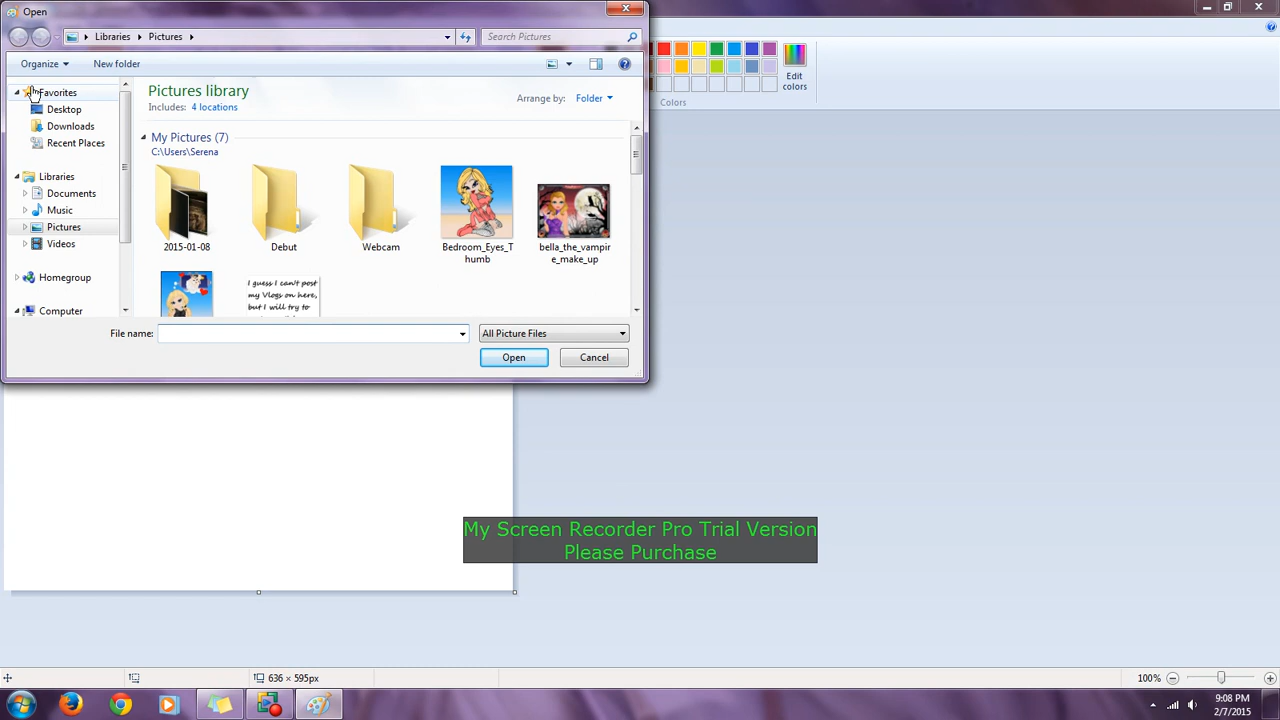 Open
Libraries
Pictures
Search Pictures
Organize
New folder
Favorites
Desktop
Downloads
Recent Places
Libraries
Documents
Music
Pictures
Videos
Homegroup
Computer
Pictures library
Includes: 4 locations
Arrange by: Folder
My Pictures (7)
C:\Users\Serena
2015-01-08
Debut
Webcam
Bedroom_Eyes_T
humb
bella_the_vampir
e_make_up
I guess I can't post
my Vlogs on here,
but I will try to
File name:
All Picture Files
Open
Cancel
Edit
colors
Colors
My Screen Recorder Pro Trial Version
Please Purchase
636 × 595px
100%
9:08 PM
2/7/2015